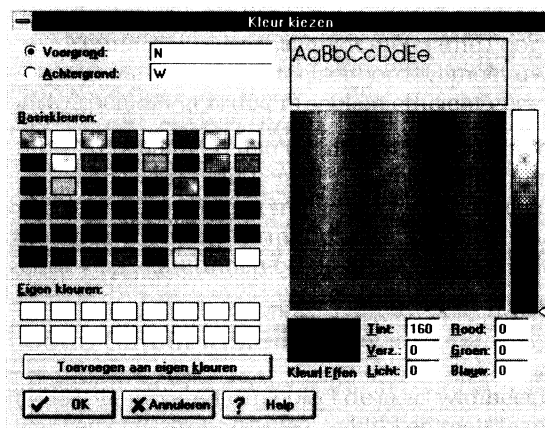 Kleur kiezen
Voorgrond: N
Achtergrond: W
AaBbCcDdEe
Basiskleuren:
Eigen kleuren:
Toevoegen aan eigen kleuren
Kleur|Effen
Tint: 160 Rood: 0
Verz.: 0 Groen: 0
Licht: 0 Blauw: 0
OK Annuleren ? Help